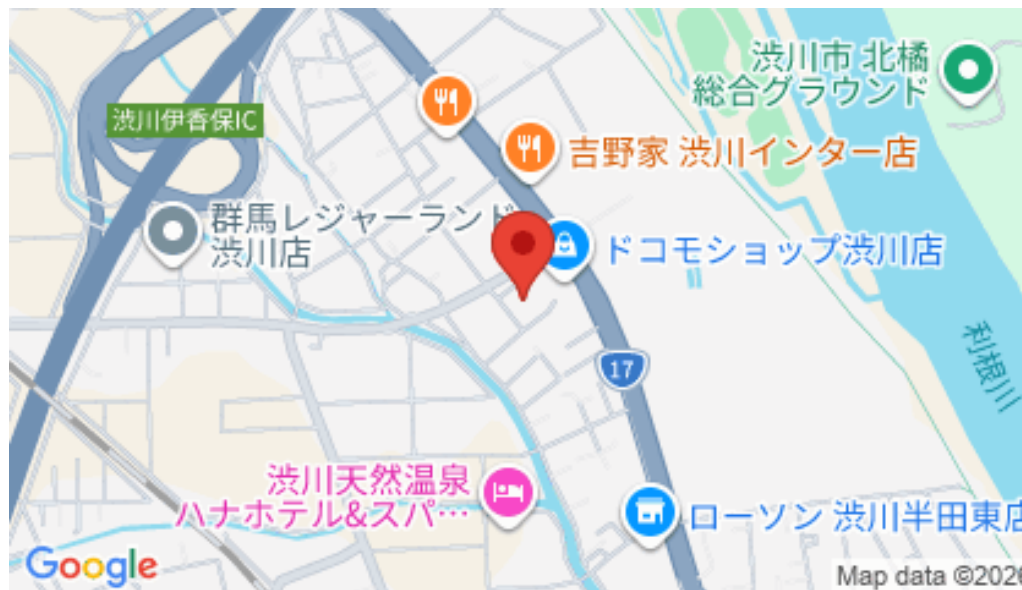 渋川市 北橘
総合グラウンド
渋川伊香保IC
吉野家 渋川インター店
群馬レジャーランド
渋川店
ドコモショップ渋川店
利根川
17
渋川天然温泉
ハナホテル&スパ…
ローソン 渋川半田東店
Google
Map data ©2026